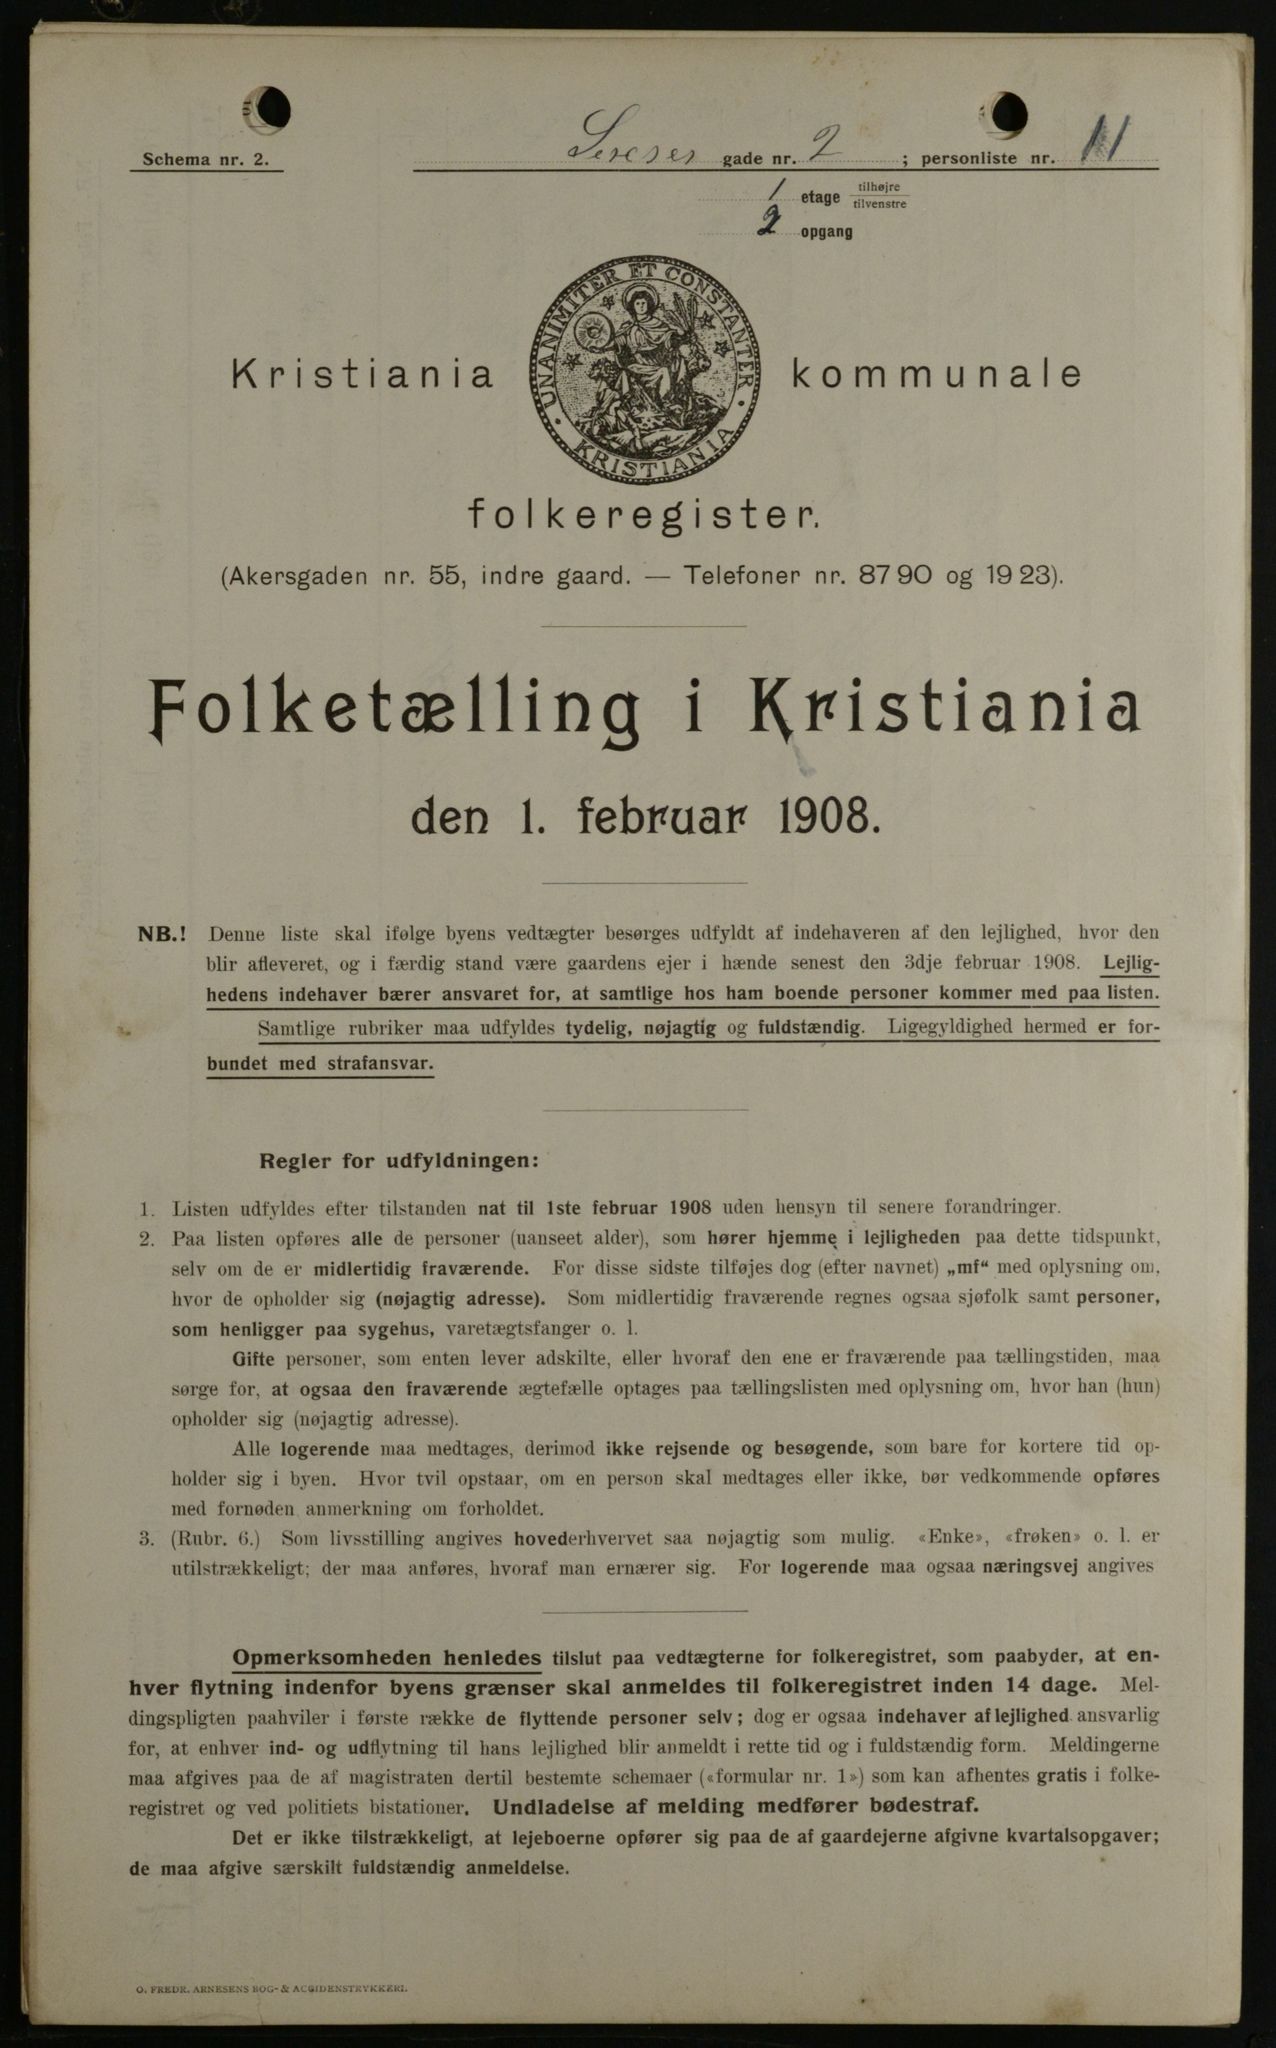 Schema nr. 2.
gade nr. 2 ; personliste nr. 11
1 etage tilhøjre
tilvenstre
2 opgang
UNANIMITER ET CONSTANTER
KRISTIANIA
Kristiania kommunale
folkeregister.
(Akersgaden nr. 55, indre gaard. — Telefoner nr. 87 90 og 19 23).
Folketælling i Kristiania
den 1. februar 1908.
NB.! Denne liste skal ifølge byens vedtægter besørges udfyldt af indehaveren af den lejlighed, hvor den
blir afleveret, og i færdig stand være gaardens ejer i hænde senest den 3dje februar 1908. Lejlig-
hedens indehaver bærer ansvaret for, at samtlige hos ham boende personer kommer med paa listen.
Samtlige rubriker maa udfyldes tydelig, nøjagtig og fuldstændig. Ligegyldighed hermed er for-
bundet med strafansvar.
Regler for udfyldningen:
1. Listen udfyldes efter tilstanden nat til 1ste februar 1908 uden hensyn til senere forandringer.
2. Paa listen opføres alle de personer (uanseet alder), som hører hjemme i lejligheden paa dette tidspunkt,
selv om de er midlertidig fraværende. For disse sidste tilføjes dog (efter navnet) „mf“ med oplysning om,
hvor de opholder sig (nøjagtig adresse). Som midlertidig fraværende regnes ogsaa sjøfolk samt personer,
som henligger paa sygehus, varetægtsfanger o. l.
Gifte personer, som enten lever adskilte, eller hvoraf den ene er fraværende paa tællingstiden, maa
sørge for, at ogsaa den fraværende ægtefælle optages paa tællingslisten med oplysning om, hvor han (hun)
opholder sig (nøjagtig adresse).
Alle logerende maa medtages, derimod ikke rejsende og besøgende, som bare for kortere tid op-
holder sig i byen. Hvor tvil opstaar, om en person skal medtages eller ikke, bør vedkommende opføres
med fornøden anmerkning om forholdet.
3. (Rubr. 6.) Som livsstilling angives hovederhvervet saa nøjagtig som mulig. «Enke», «frøken» o. l. er
utilstrækkeligt; der maa anføres, hvoraf man ernærer sig. For logerende maa ogsaa næringsvej angives
Opmerksomheden henledes tilslut paa vedtægterne for folkeregistret, som paabyder, at en-
hver flytning indenfor byens grænser skal anmeldes til folkeregistret inden 14 dage. Mel-
dingspligten paahviler i første række de flyttende personer selv; dog er ogsaa indehaver af lejlighed ansvarlig
for, at enhver ind- og udflytning til hans lejlighed blir anmeldt i rette tid og i fuldstændig form. Meldingerne
maa afgives paa de af magistraten dertil bestemte schemaer («formular nr. 1») som kan afhentes gratis i folke-
registret og ved politiets bistationer. Undladelse af melding medfører bødestraf.
Det er ikke tilstrækkeligt, at lejeboerne opfører sig paa de af gaardejerne afgivne kvartalsopgaver;
de maa afgive særskilt fuldstændig anmeldelse.
O. FREDR. ARNESENS BOG- & ACCIDENSTRYKKERI.